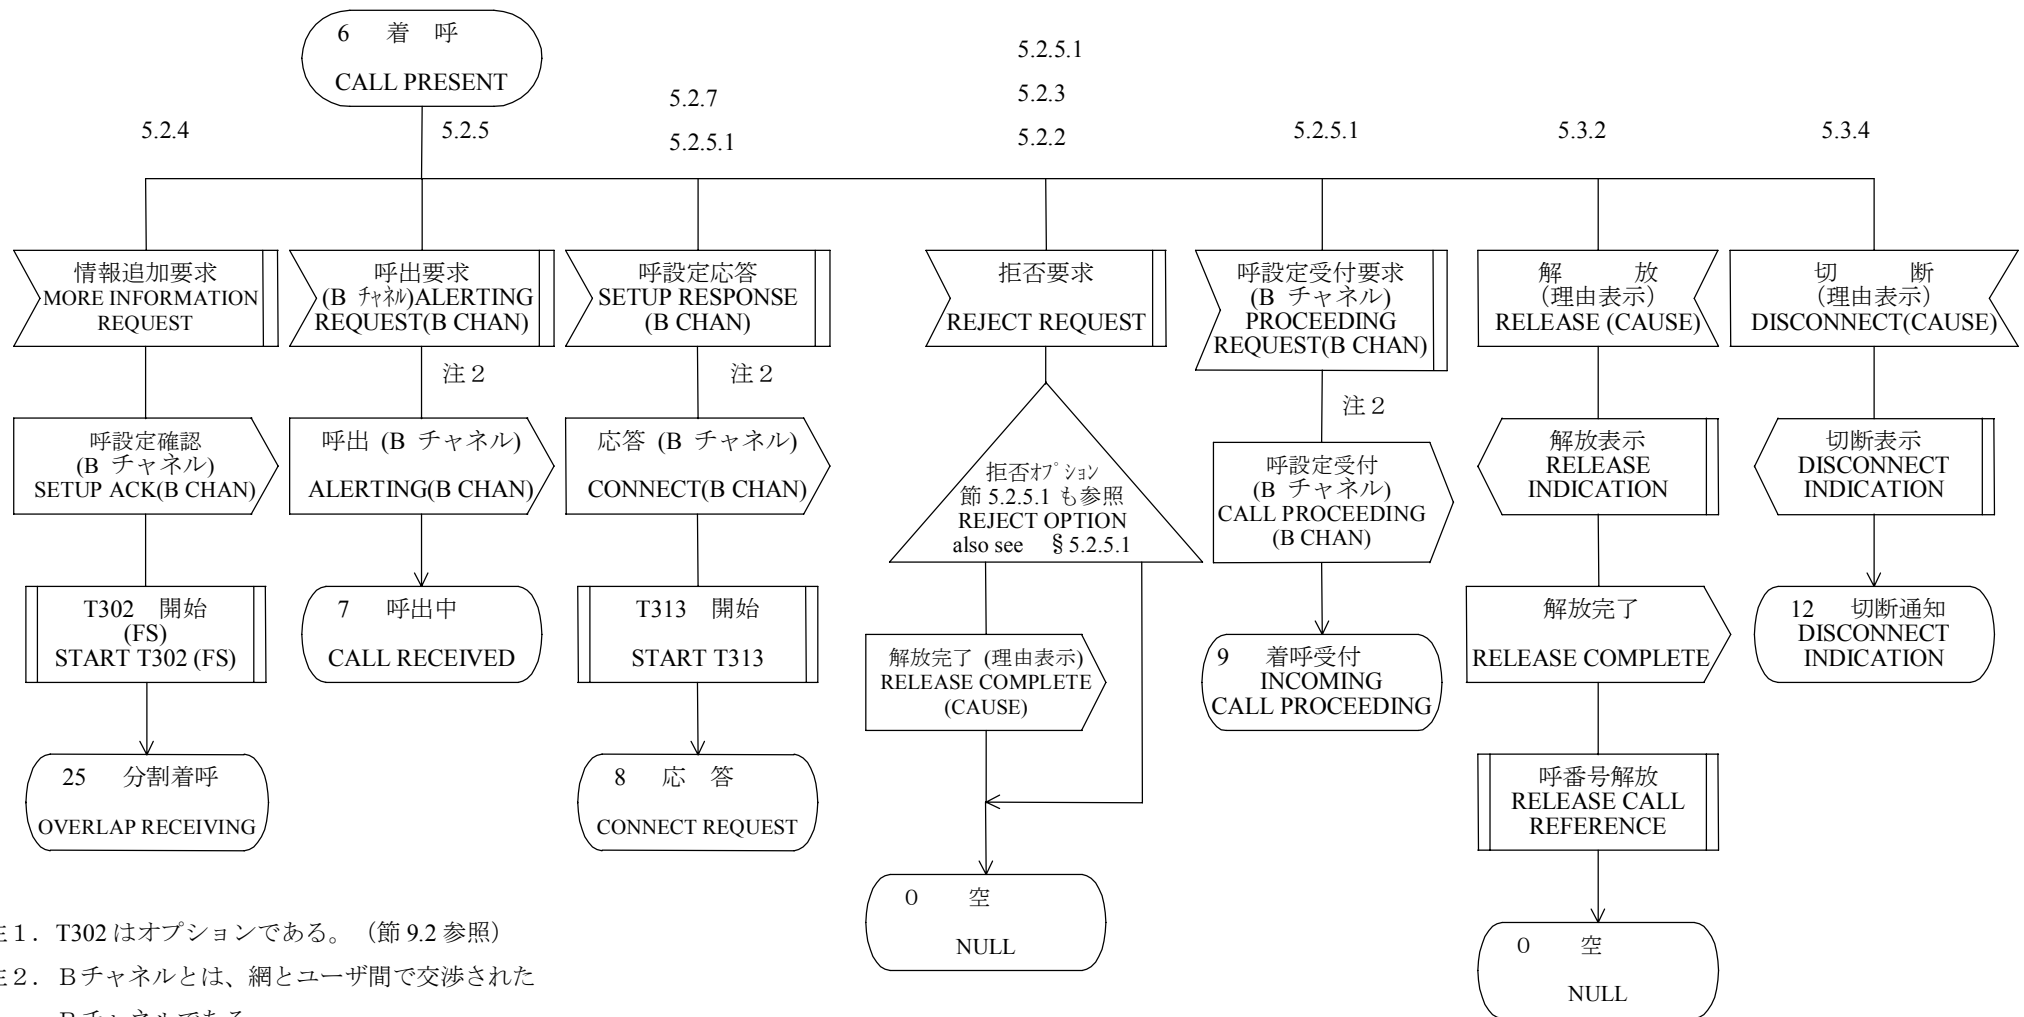 6 着 呼
CALL PRESENT
5.2.4
5.2.5
5.2.7
5.2.5.1
5.2.5.1
5.2.3
5.2.2
5.2.5.1
5.3.2
5.3.4
情報追加要求
MORE INFORMATION
REQUEST
呼出要求
(B チャネル)ALERTING
REQUEST(B CHAN)
呼設定応答
SETUP RESPONSE
(B CHAN)
拒否要求
REJECT REQUEST
呼設定受付要求
(B チャネル)
PROCEEDING
REQUEST(B CHAN)
解 放
（理由表示）
RELEASE (CAUSE)
切 断
（理由表示）
DISCONNECT(CAUSE)
注２
注２
注２
呼設定確認
(B チャネル)
SETUP ACK(B CHAN)
呼出 (B チャネル)
ALERTING(B CHAN)
応答 (B チャネル)
CONNECT(B CHAN)
拒否オプション
節 5.2.5.1 も参照
REJECT OPTION
also see §5.2.5.1
呼設定受付
(B チャネル)
CALL PROCEEDING
(B CHAN)
解放表示
RELEASE
INDICATION
切断表示
DISCONNECT
INDICATION
T302 開始
(FS)
START T302 (FS)
7 呼出中
CALL RECEIVED
T313 開始
START T313
解放完了 (理由表示)
RELEASE COMPLETE
(CAUSE)
9 着呼受付
INCOMING
CALL PROCEEDING
解放完了
RELEASE COMPLETE
12 切断通知
DISCONNECT
INDICATION
25 分割着呼
OVERLAP RECEIVING
8 応 答
CONNECT REQUEST
呼番号解放
RELEASE CALL
REFERENCE
0 空
NULL
0 空
NULL
注１．T302 はオプションである。（節 9.2 参照）
注２．Ｂチャネルとは、網とユーザ間で交渉された
Ｂチャネルである。